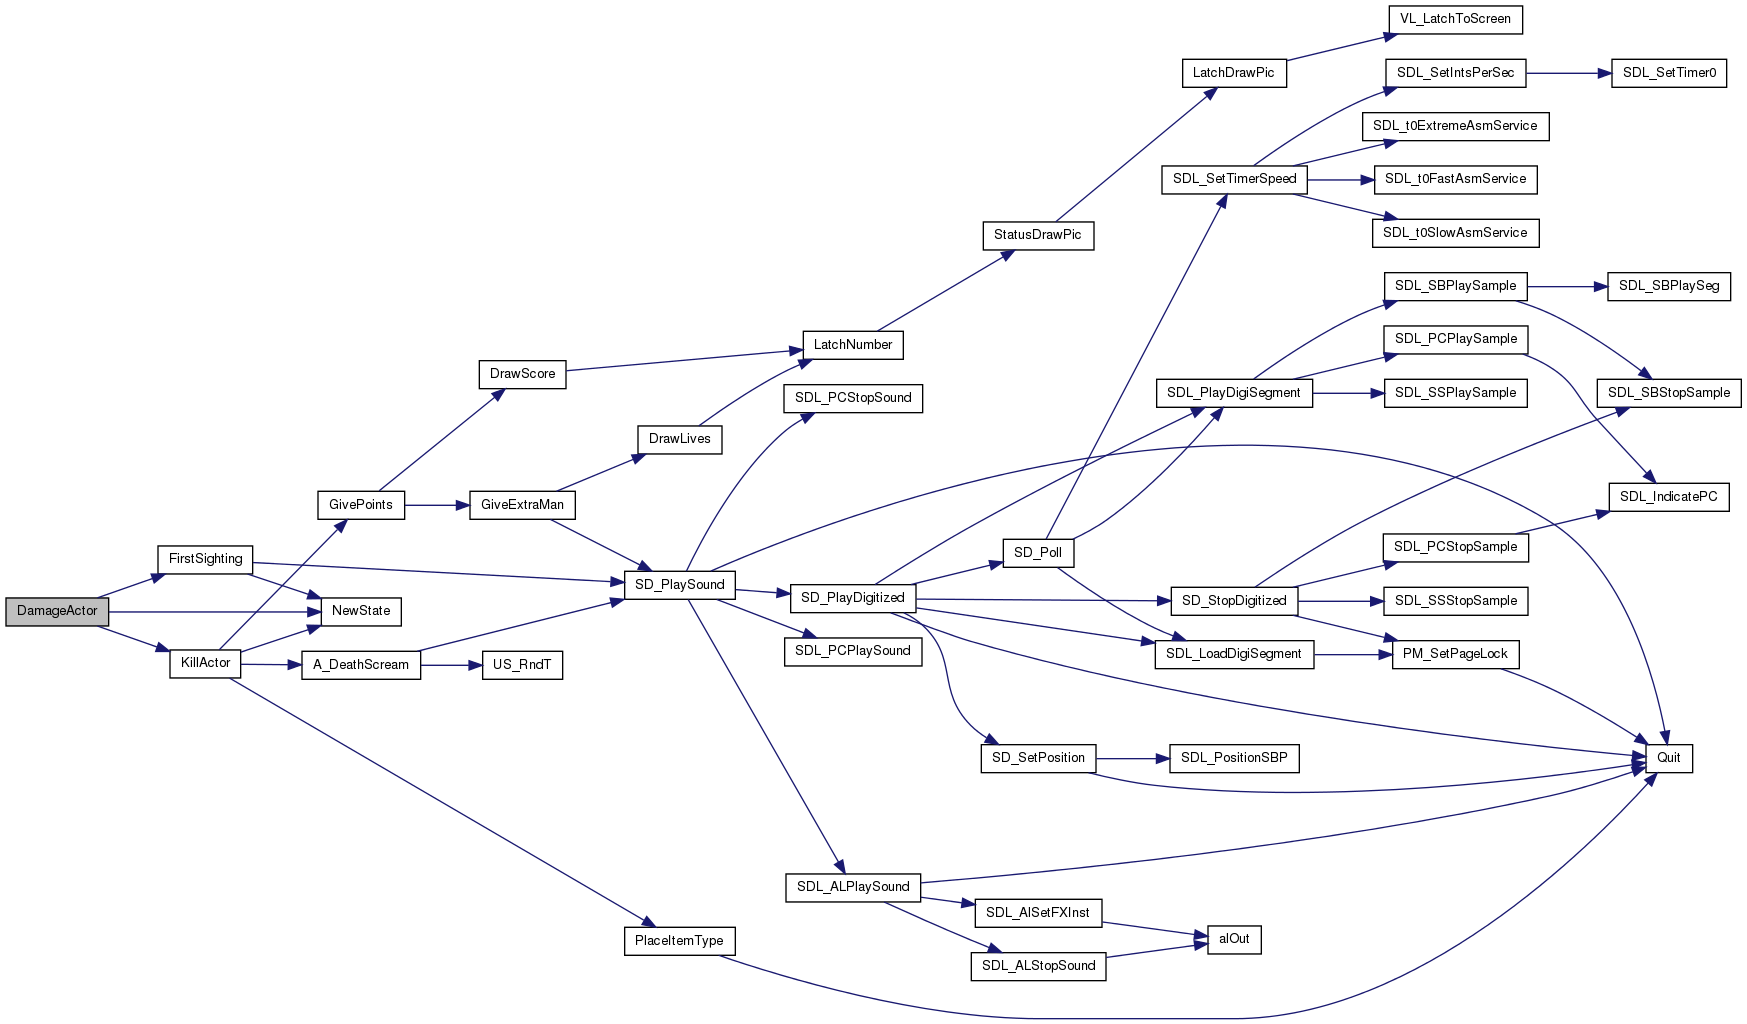 VL_LatchToScreen
LatchDrawPic
SDL_SetIntsPerSec
SDL_SetTimer0
SDL_t0ExtremeAsmService
SDL_SetTimerSpeed
SDL_t0FastAsmService
StatusDrawPic
SDL_t0SlowAsmService
SDL_SBPlaySample
SDL_SBPlaySeg
LatchNumber
SDL_PCPlaySample
DrawScore
SDL_PCStopSound
SDL_PlayDigiSegment
SDL_SSPlaySample
SDL_SBStopSample
DrawLives
GivePoints
GiveExtraMan
SDL_IndicatePC
FirstSighting
SD_Poll
SDL_PCStopSample
DamageActor
NewState
SD_PlaySound
SD_PlayDigitized
SD_StopDigitized
SDL_SSStopSample
KillActor
A_DeathScream
US_RndT
SDL_PCPlaySound
SDL_LoadDigiSegment
PM_SetPageLock
SD_SetPosition
SDL_PositionSBP
Quit
SDL_ALPlaySound
SDL_AlSetFXInst
PlaceItemType
alOut
SDL_ALStopSound